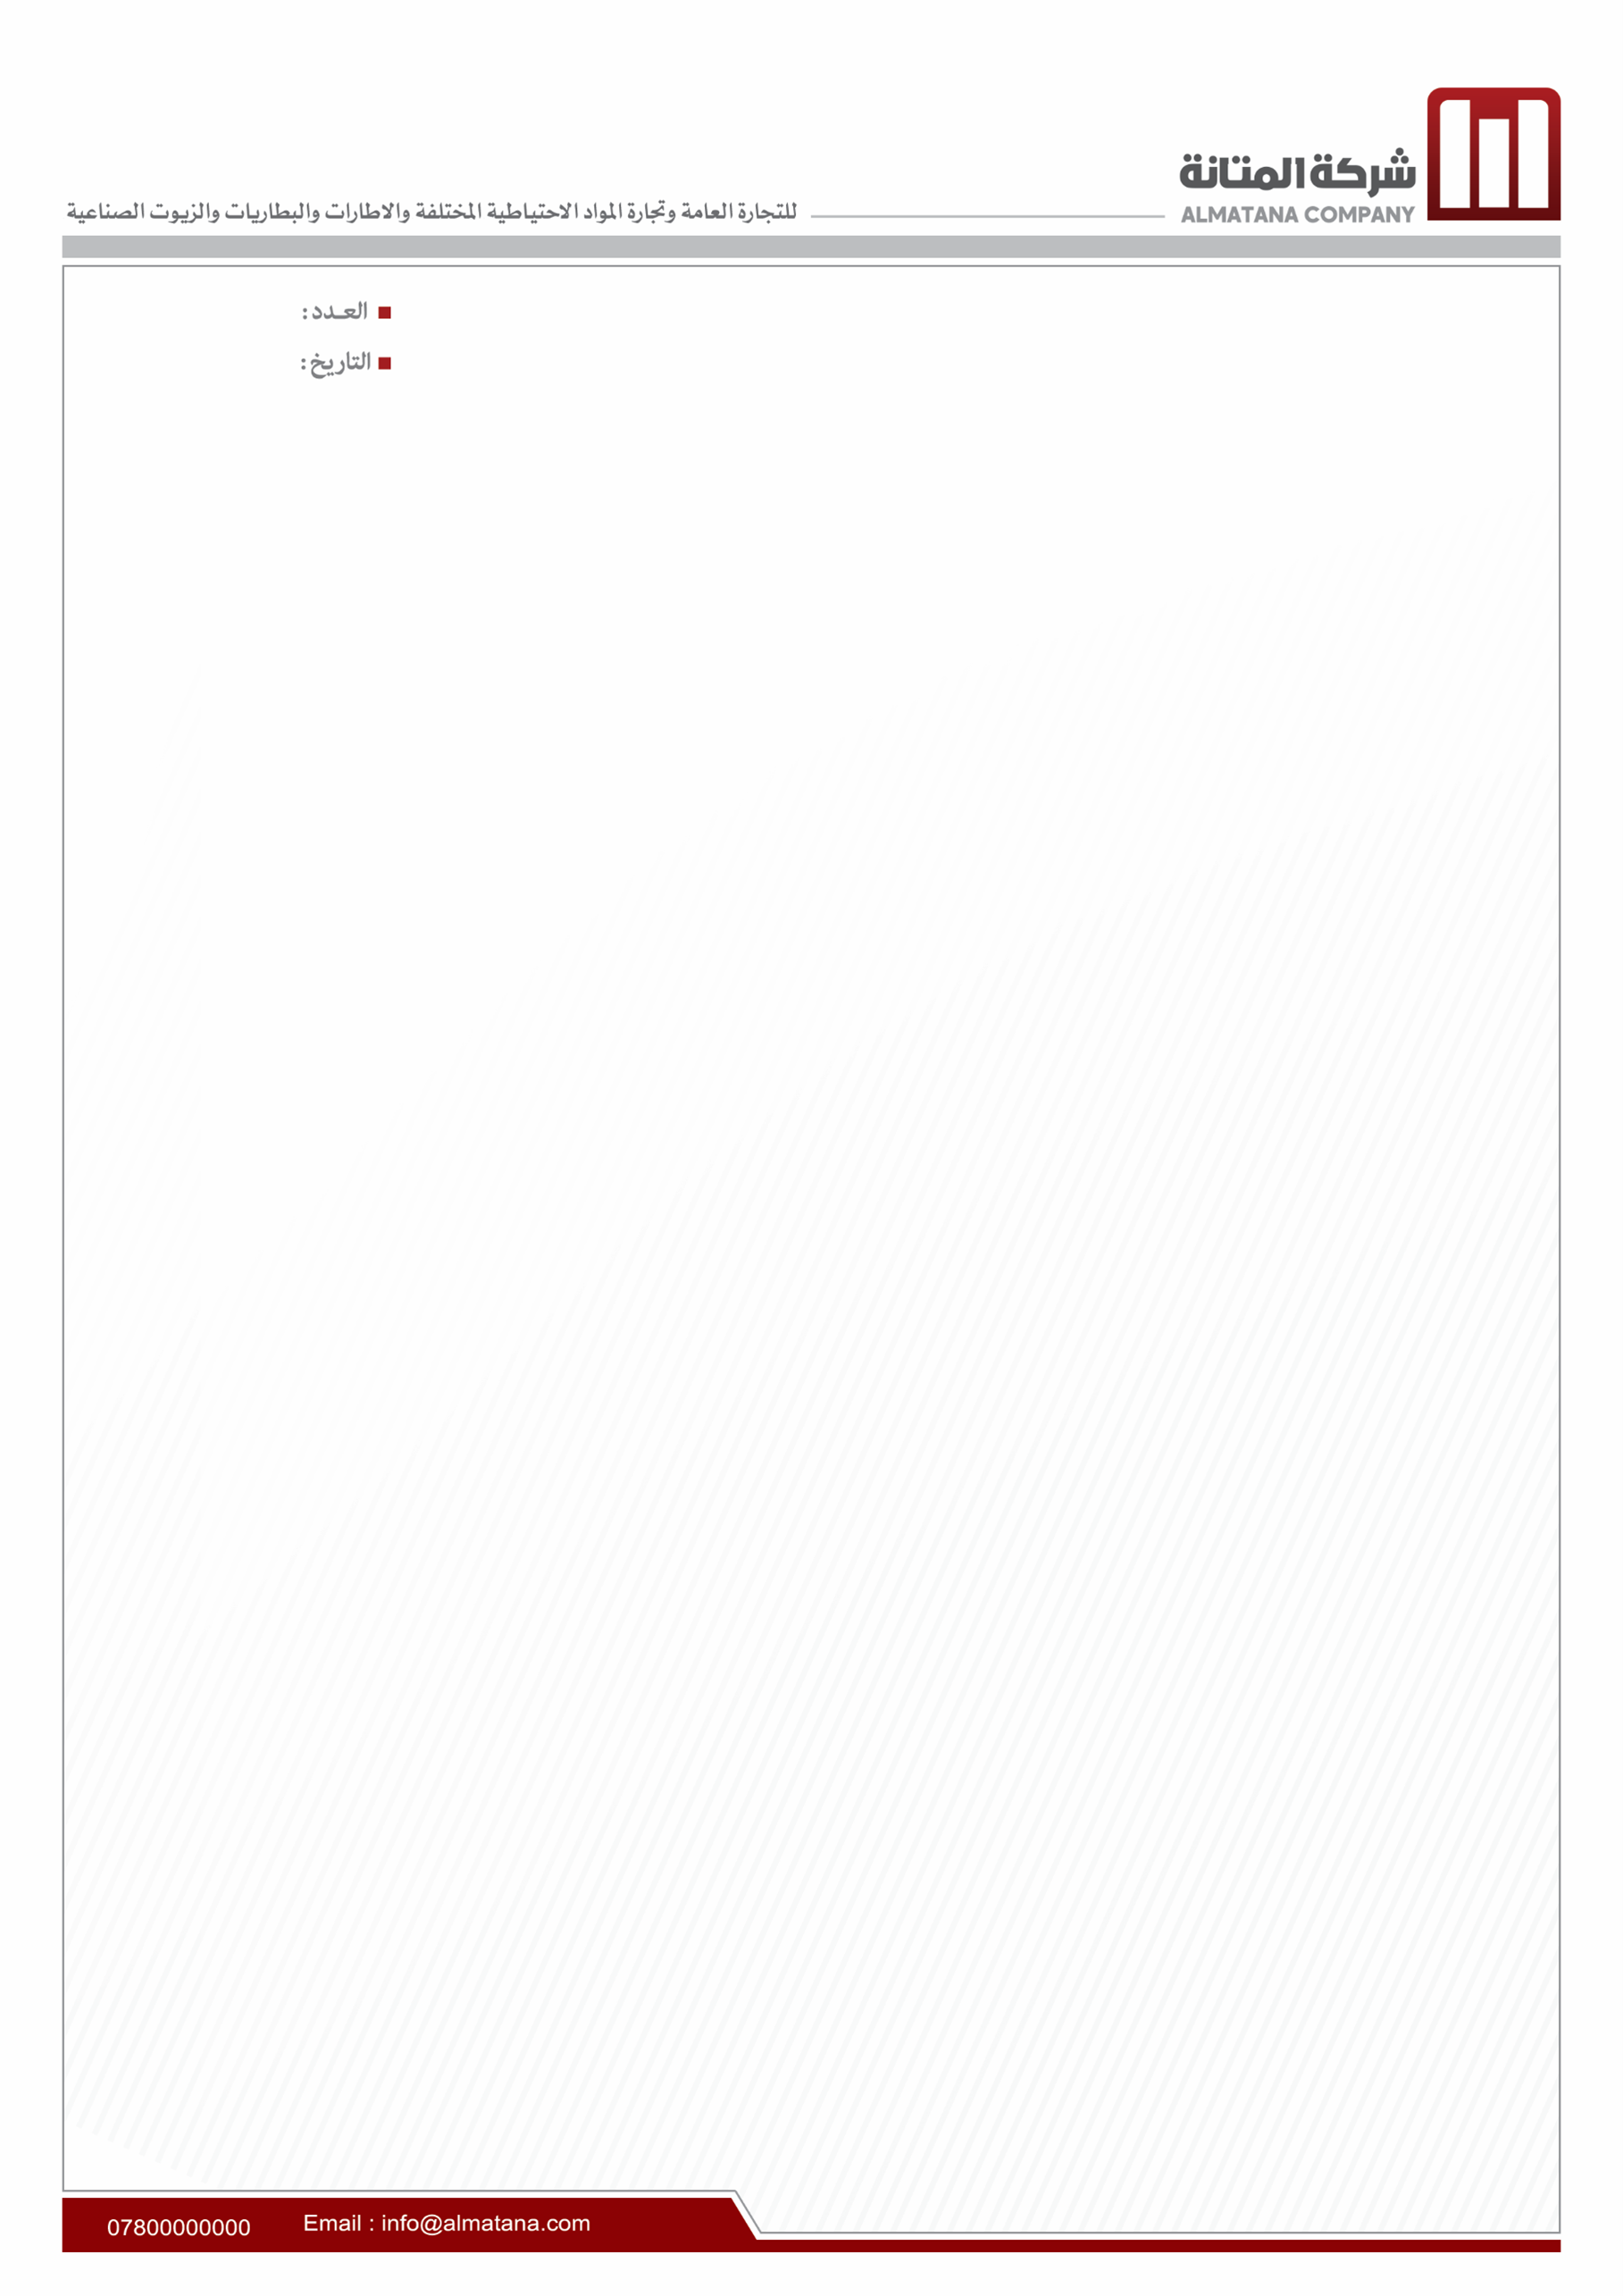 شركة المتانة
ALMATANA COMPANY
للتجارة العامة وتجارة المواد الاحتياطية المختلفة والاطارات والبطاريات والزيوت الصناعية
العــدد :
التاريخ :
07800000000
Email : info@almatana.com